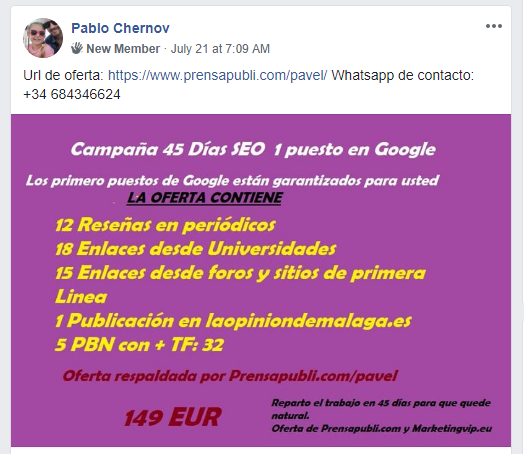 Pablo Chernov
New Member · July 21 at 7:09 AM
Url de oferta: https://www.prensapubli.com/pavel/ Whatsapp de contacto:
+34 684346624
Campaña 45 Días SEO 1 puesto en Google
Los primero puestos de Google están garantizados para usted
LA OFERTA CONTIENE
12 Reseñas en periódicos
18 Enlaces desde Universidades
15 Enlaces desde foros y sitios de primera
Linea
1 Publicación en laopiniondemalaga.es
5 PBN con + TF: 32
Oferta respaldada por Prensapubli.com/pavel
149 EUR
Reparto el trabajo en 45 días para que quede
natural.
Oferta de Prensapubli.com y Marketingvip.eu